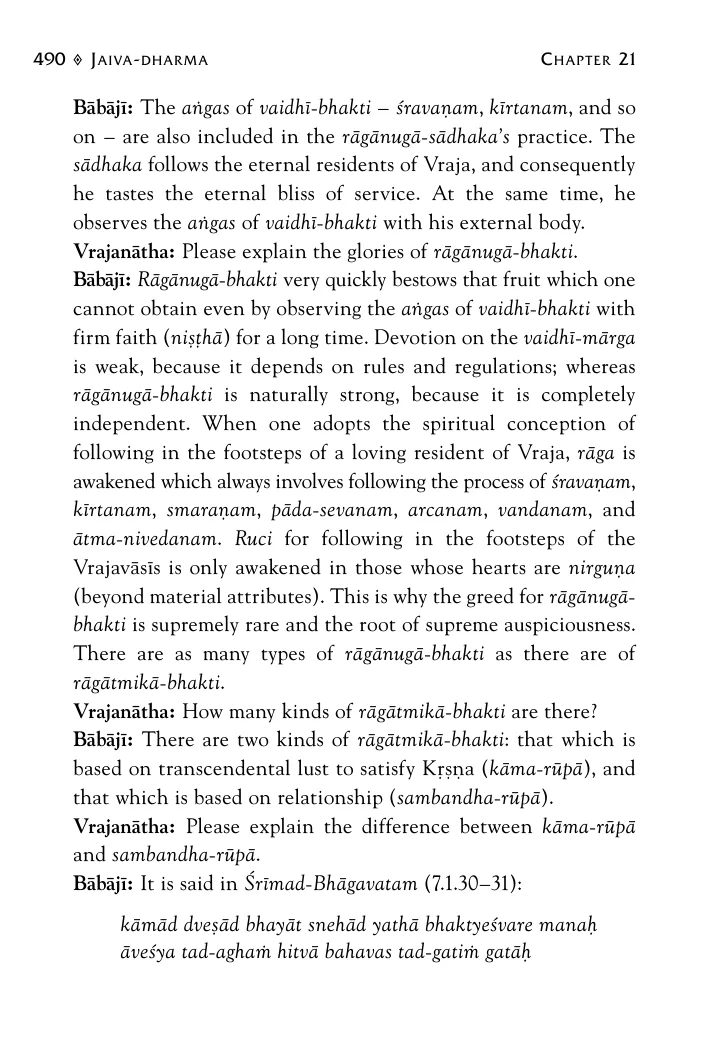 490 ⟡ Jaiva-dharma Chapter 21
Bābājī: The aṅgas of vaidhī-bhakti – śravaṇam, kīrtanam, and so
on – are also included in the rāgānugā-sādhaka’s practice. The
sādhaka follows the eternal residents of Vraja, and consequently
he tastes the eternal bliss of service. At the same time, he
observes the aṅgas of vaidhī-bhakti with his external body.
Vrajanātha: Please explain the glories of rāgānugā-bhakti.
Bābājī: Rāgānugā-bhakti very quickly bestows that fruit which one
cannot obtain even by observing the aṅgas of vaidhī-bhakti with
firm faith (niṣṭhā) for a long time. Devotion on the vaidhī-mārga
is weak, because it depends on rules and regulations; whereas
rāgānugā-bhakti is naturally strong, because it is completely
independent. When one adopts the spiritual conception of
following in the footsteps of a loving resident of Vraja, rāga is
awakened which always involves following the process of śravaṇam,
kīrtanam, smaraṇam, pāda-sevanam, arcanam, vandanam, and
ātma-nivedanam. Ruci for following in the footsteps of the
Vrajavāsīs is only awakened in those whose hearts are nirguṇa
(beyond material attributes). This is why the greed for rāgānugā-
bhakti is supremely rare and the root of supreme auspiciousness.
There are as many types of rāgānugā-bhakti as there are of
rāgātmikā-bhakti.
Vrajanātha: How many kinds of rāgātmikā-bhakti are there?
Bābājī: There are two kinds of rāgātmikā-bhakti: that which is
based on transcendental lust to satisfy Kṛṣṇa (kāma-rūpā), and
that which is based on relationship (sambandha-rūpā).
Vrajanātha: Please explain the difference between kāma-rūpā
and sambandha-rūpa.
Bābājī: It is said in Śrīmad-Bhāgavatam (7.1.30–31):
kāmād dveṣād bhayāt snehād yathā bhaktyeśvare manaḥ
āveśya tad-aghaṁ hitvā bahavas tad-gatiṁ gatāḥ